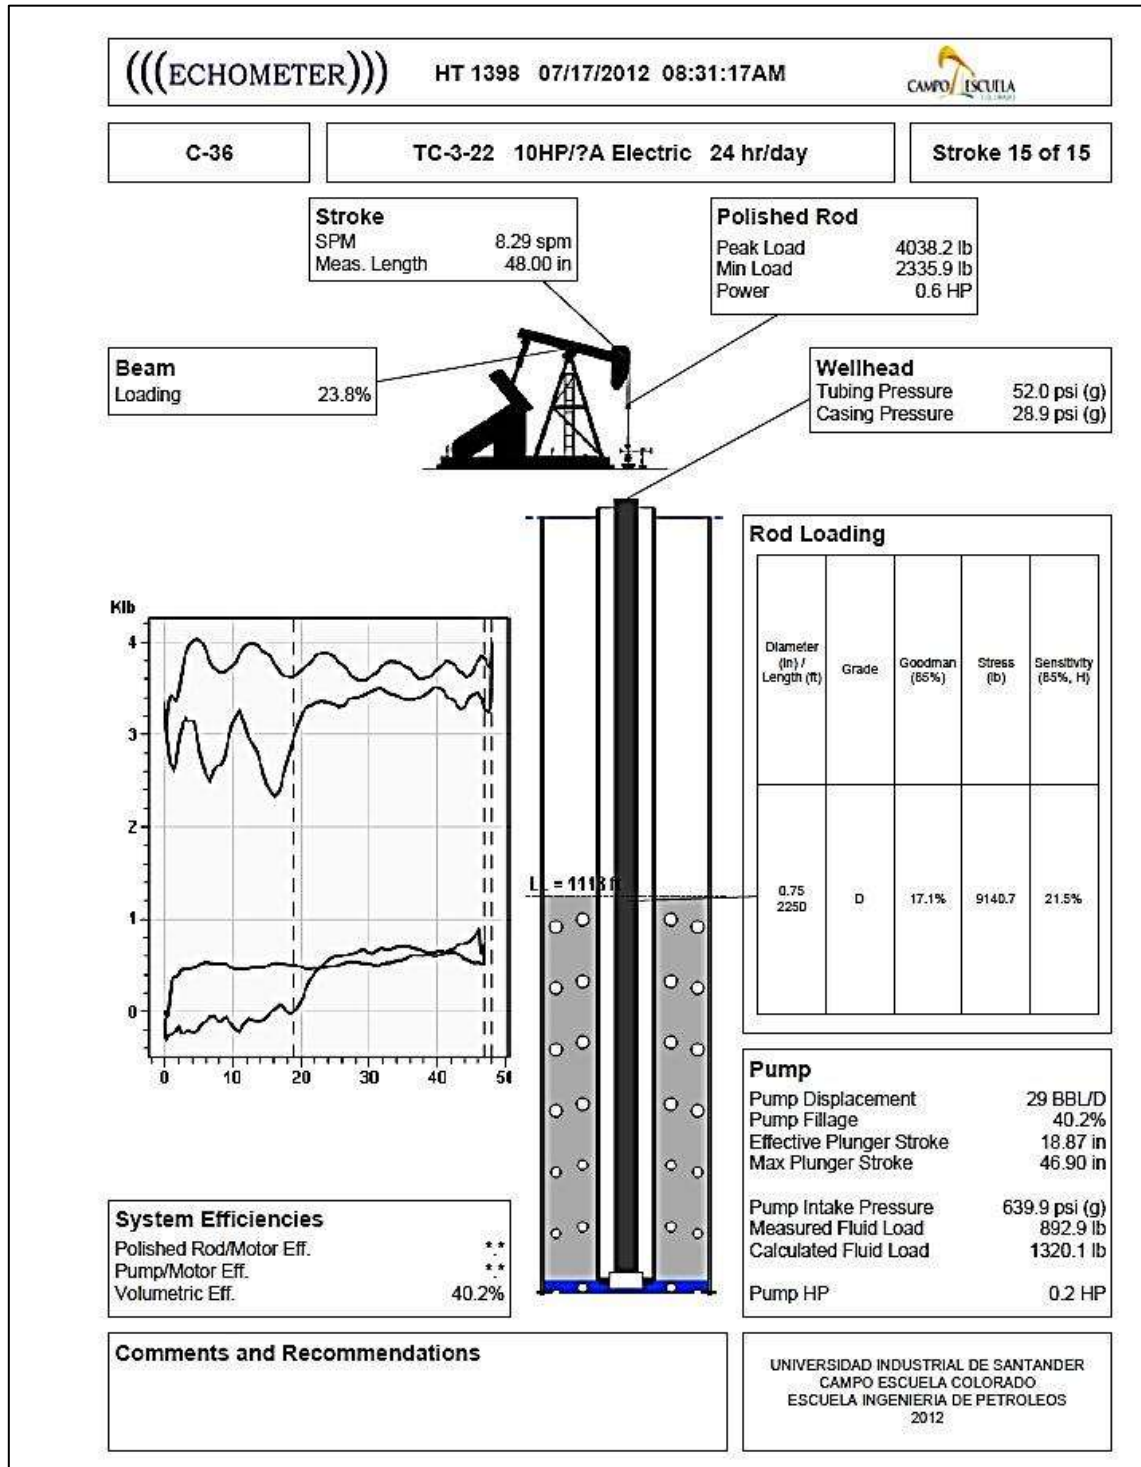 (((ECHOMETER))) HT 1398 07/17/2012 08:31:17AM
CAMPO ESCUELA
COLORADO
C-36
TC-3-22 10HP/?A Electric 24 hr/day
Stroke 15 of 15
Stroke
SPM 8.29 spm
Meas. Length 48.00 in
Polished Rod
Peak Load 4038.2 lb
Min Load 2335.9 lb
Power 0.6 HP
Beam
Loading 23.8%
Wellhead
Tubing Pressure 52.0 psi (g)
Casing Pressure 28.9 psi (g)
Klb
4
3
2
1
0
0 10 20 30 40 50
LL = 1118 ft
Rod Loading
Diameter (in) / Length (ft) Grade Goodman (85%) Stress (lb) Sensitivity (85%, H)
0.75 2250 D 17.1% 9140.7 21.5%
Pump
Pump Displacement 29 BBL/D
Pump Fillage 40.2%
Effective Plunger Stroke 18.87 in
Max Plunger Stroke 46.90 in
Pump Intake Pressure 639.9 psi (g)
Measured Fluid Load 892.9 lb
Calculated Fluid Load 1320.1 lb
Pump HP 0.2 HP
System Efficiencies
Polished Rod/Motor Eff. *.*
Pump/Motor Eff. *.*
Volumetric Eff. 40.2%
Comments and Recommendations
UNIVERSIDAD INDUSTRIAL DE SANTANDER
CAMPO ESCUELA COLORADO
ESCUELA INGENIERIA DE PETROLEOS
2012